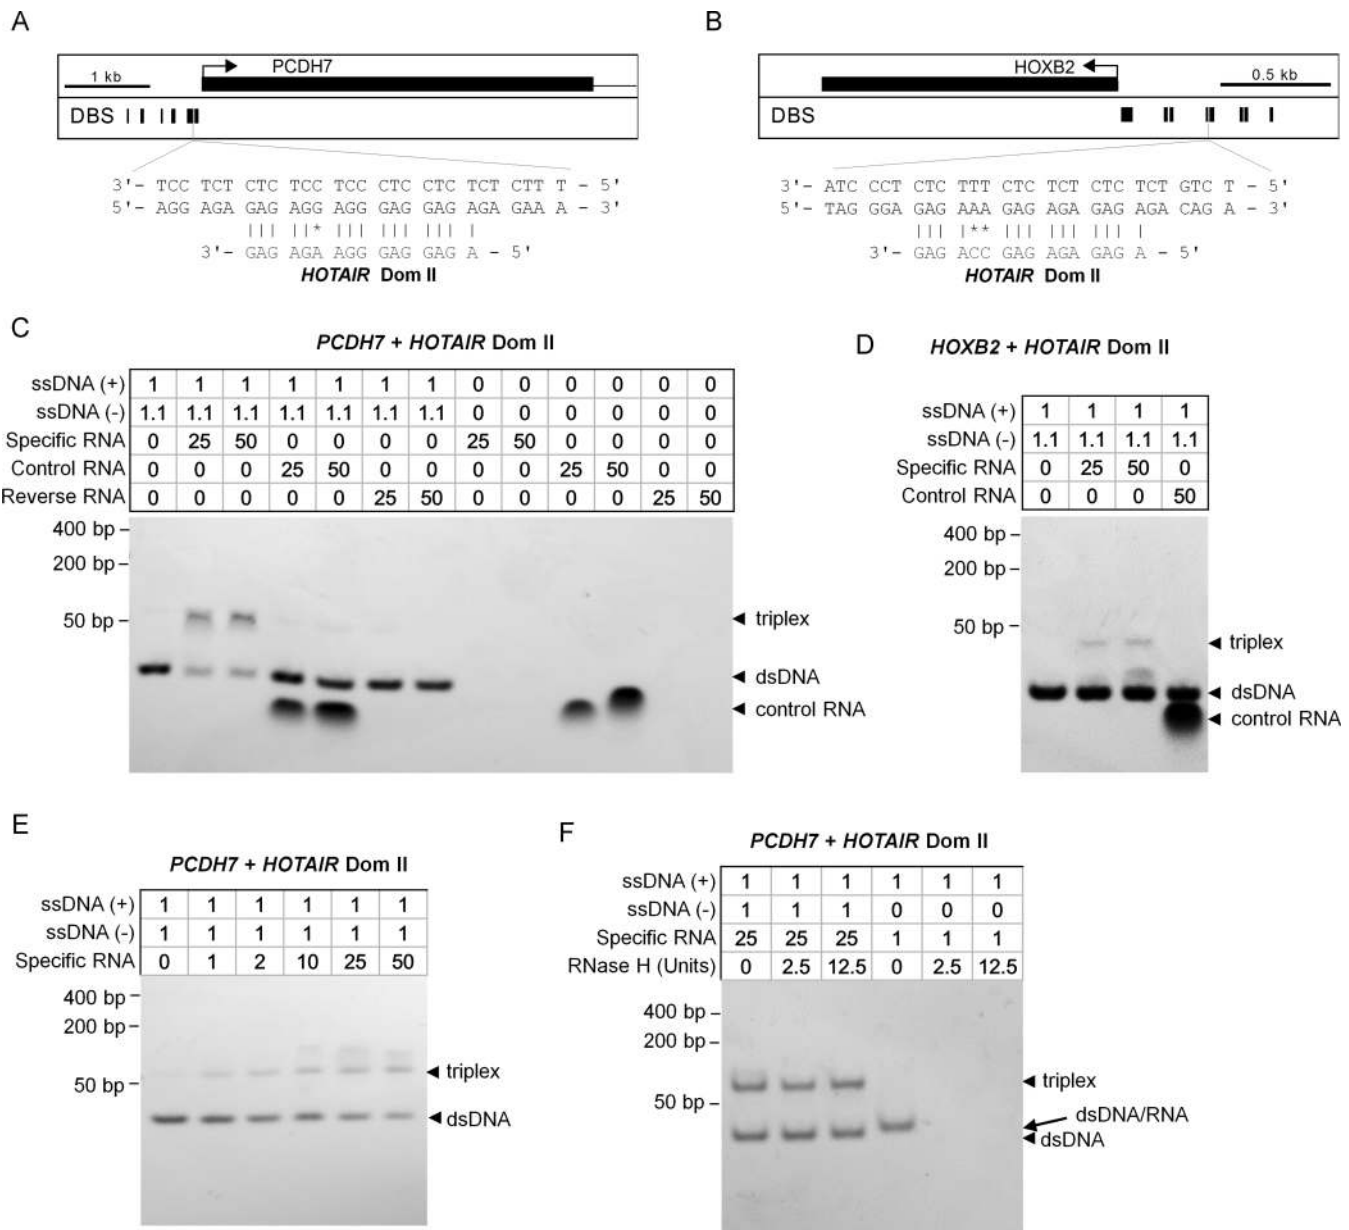 A
1 kb
PCDH7
DBS
3'- TCC TCT CTC TCC TCC CTC CTC TCT CTT T - 5'
5'- AGG AGA GAG AGG AGG GAG GAG AGA GAA A - 3'
||| ||* ||| ||| ||| |
3'- GAG AGA AGG GAG GAG A - 5'
HOTAIR Dom II
B
HOXB2
0.5 kb
DBS
3'- ATC CCT CTC TTT CTC TCT CTC TCT GTC T - 5'
5'- TAG GGA GAG AAA GAG AGA GAG AGA CAG A - 3'
||| |** ||| ||| ||| |
3'- GAG ACC GAG AGA GAG A - 5'
HOTAIR Dom II
C
PCDH7 + HOTAIR Dom II
ssDNA (+) 1 1 1 1 1 1 1 0 0 0 0 0 0
ssDNA (-) 1.1 1.1 1.1 1.1 1.1 1.1 1.1 0 0 0 0 0 0
Specific RNA 0 25 50 0 0 0 0 25 50 0 0 0 0
Control RNA 0 0 0 25 50 0 0 0 0 25 50 0 0
Reverse RNA 0 0 0 0 0 25 50 0 0 0 0 25 50
400 bp
200 bp
50 bp
triplex
dsDNA
control RNA
D
HOXB2 + HOTAIR Dom II
ssDNA (+) 1 1 1 1
ssDNA (-) 1.1 1.1 1.1 1.1
Specific RNA 0 25 50 0
Control RNA 0 0 0 50
400 bp
200 bp
50 bp
triplex
dsDNA
control RNA
E
PCDH7 + HOTAIR Dom II
ssDNA (+) 1 1 1 1 1 1
ssDNA (-) 1 1 1 1 1 1
Specific RNA 0 1 2 10 25 50
400 bp
200 bp
50 bp
triplex
dsDNA
F
PCDH7 + HOTAIR Dom II
ssDNA (+) 1 1 1 1 1 1
ssDNA (-) 1 1 1 0 0 0
Specific RNA 25 25 25 1 1 1
RNase H (Units) 0 2.5 12.5 0 2.5 12.5
400 bp
200 bp
50 bp
triplex
dsDNA/RNA
dsDNA